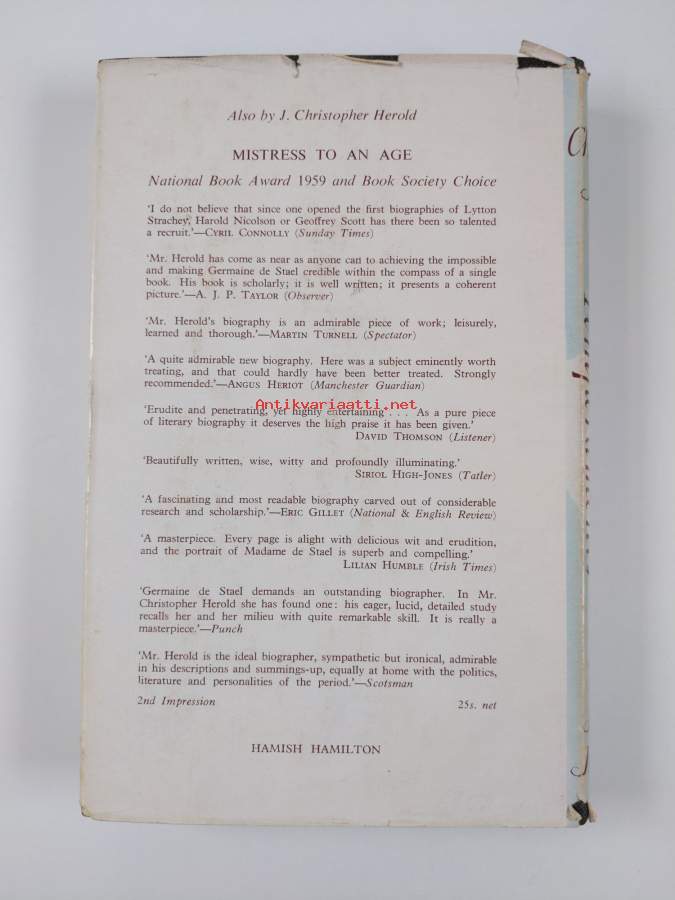 Also by J. Christopher Herold
MISTRESS TO AN AGE
National Book Award 1959 and Book Society Choice
'I do not believe that since one opened the first biographies of Lytton
Strachey, Harold Nicolson or Geoffrey Scott has there been so talented
a recruit.'—CYRIL CONNOLLY (Sunday Times)
'Mr. Herold has come as near as anyone can to achieving the impossible
and making Germaine de Stael credible within the compass of a single
book. His book is scholarly; it is well written; it presents a coherent
picture.'—A. J. P. TAYLOR (Observer)
'Mr. Herold's biography is an admirable piece of work; leisurely,
learned and thorough.'—MARTIN TURNELL (Spectator)
'A quite admirable new biography. Here was a subject eminently worth
treating, and that could hardly have been better treated. Strongly
recommended.'—ANGUS HERIOT (Manchester Guardian)
Antikvariaatti.net
'Erudite and penetrating, yet highly entertaining . . . As a pure piece
of literary biography it deserves the high praise it has been given.'
DAVID THOMSON (Listener)
'Beautifully written, wise, witty and profoundly illuminating.'
SIRIOL HIGH-JONES (Tatler)
'A fascinating and most readable biography carved out of considerable
research and scholarship.'—ERIC GILLET (National & English Review)
'A masterpiece. Every page is alight with delicious wit and erudition,
and the portrait of Madame de Stael is superb and compelling.'
LILIAN HUMBLE (Irish Times)
'Germaine de Stael demands an outstanding biographer. In Mr.
Christopher Herold she has found one: his eager, lucid, detailed study
recalls her and her milieu with quite remarkable skill. It is really a
masterpiece.'—Punch
'Mr. Herold is the ideal biographer, sympathetic but ironical, admirable
in his descriptions and summings-up, equally at home with the politics,
literature and personalities of the period.'—Scotsman
2nd Impression
25s. net
HAMISH HAMILTON